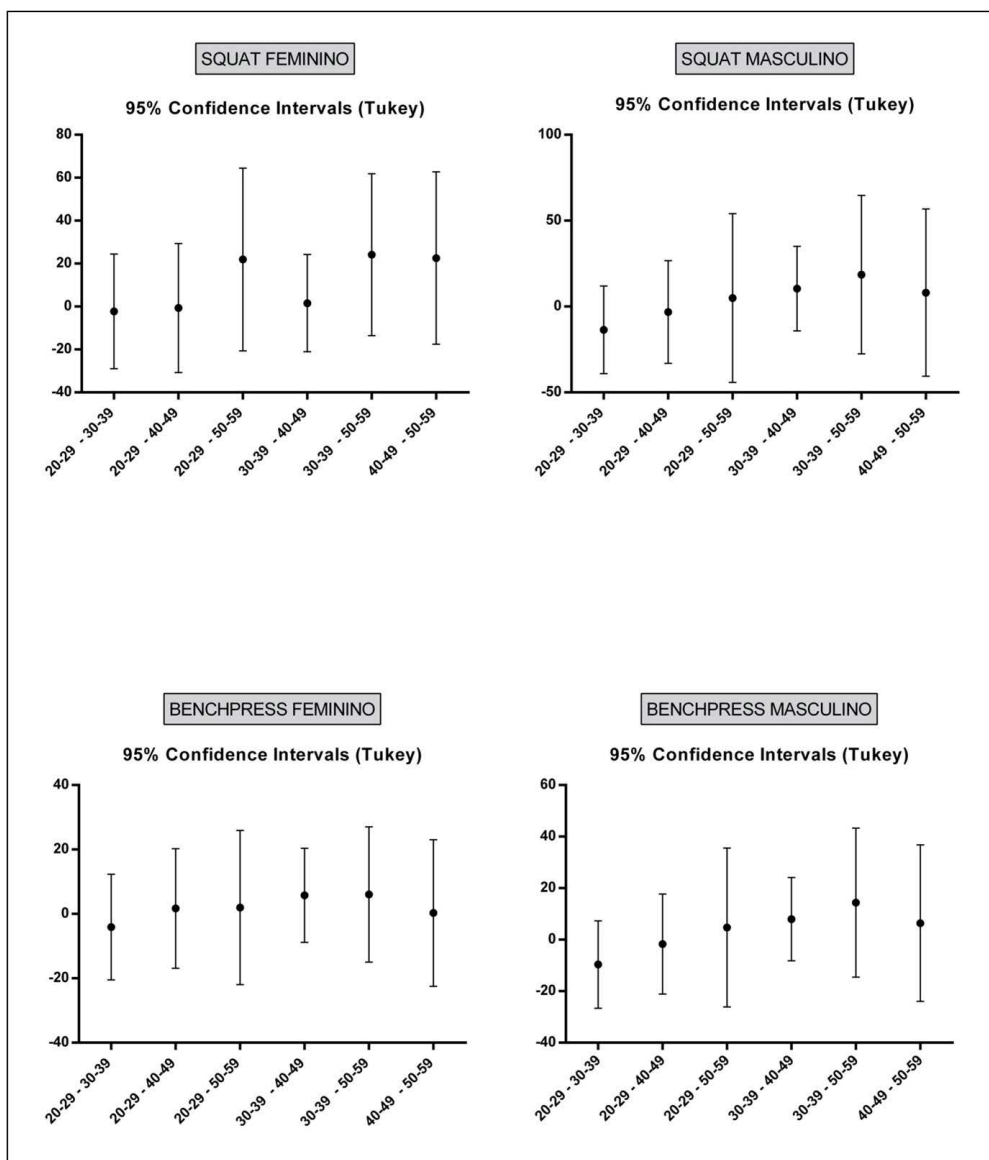 SQUAT FEMININO
95% Confidence Intervals (Tukey)
80
60
40
20
0
-20
-40
20-29 - 30-39
20-29 - 40-49
20-29 - 50-59
30-39 - 40-49
30-39 - 50-59
40-49 - 50-59
SQUAT MASCULINO
95% Confidence Intervals (Tukey)
100
50
0
-50
20-29 - 30-39
20-29 - 40-49
20-29 - 50-59
30-39 - 40-49
30-39 - 50-59
40-49 - 50-59
BENCHPRESS FEMININO
95% Confidence Intervals (Tukey)
40
20
0
-20
-40
20-29 - 30-39
20-29 - 40-49
20-29 - 50-59
30-39 - 40-49
30-39 - 50-59
40-49 - 50-59
BENCHPRESS MASCULINO
95% Confidence Intervals (Tukey)
60
40
20
0
-20
-40
20-29 - 30-39
20-29 - 40-49
20-29 - 50-59
30-39 - 40-49
30-39 - 50-59
40-49 - 50-59